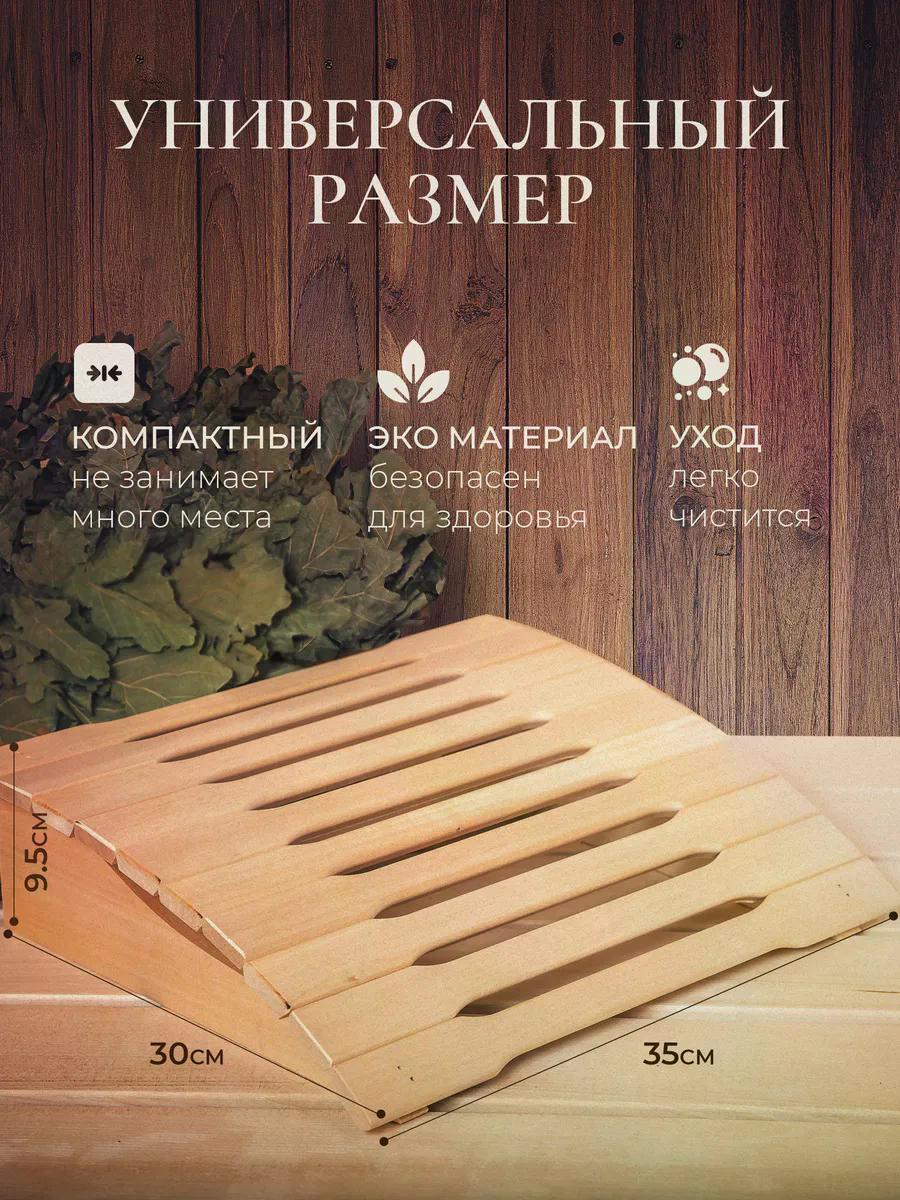 УНИВЕРСАЛЬНЫЙ
РАЗМЕР
КОМПАКТНЫЙ
не занимает
много места
ЭКО МАТЕРИАЛ
безопасен
для здоровья
УХОД
легко
чистится
9.5см
30см
35см